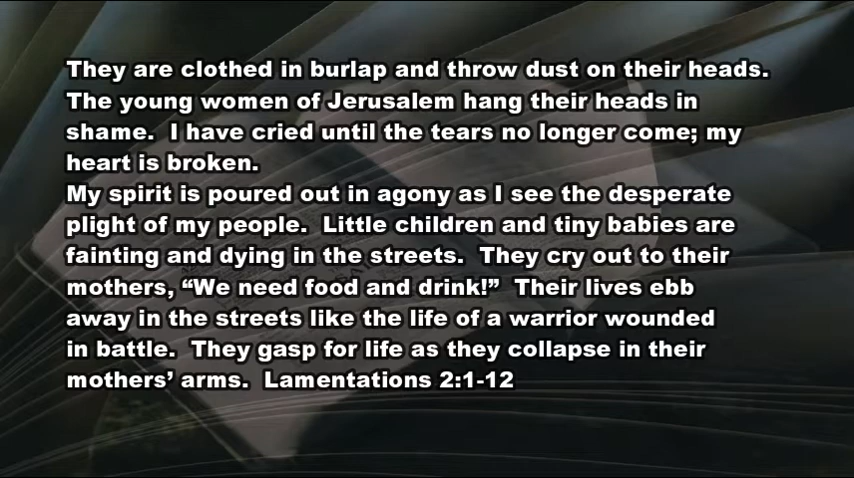 They are clothed in burlap and throw dust on their heads.
The young women of Jerusalem hang their heads in
shame.  I have cried until the tears no longer come; my
heart is broken.
My spirit is poured out in agony as I see the desperate
plight of my people.  Little children and tiny babies are
fainting and dying in the streets.  They cry out to their
mothers, “We need food and drink!”  Their lives ebb
away in the streets like the life of a warrior wounded
in battle.  They gasp for life as they collapse in their
mothers’ arms.  Lamentations 2:1-12